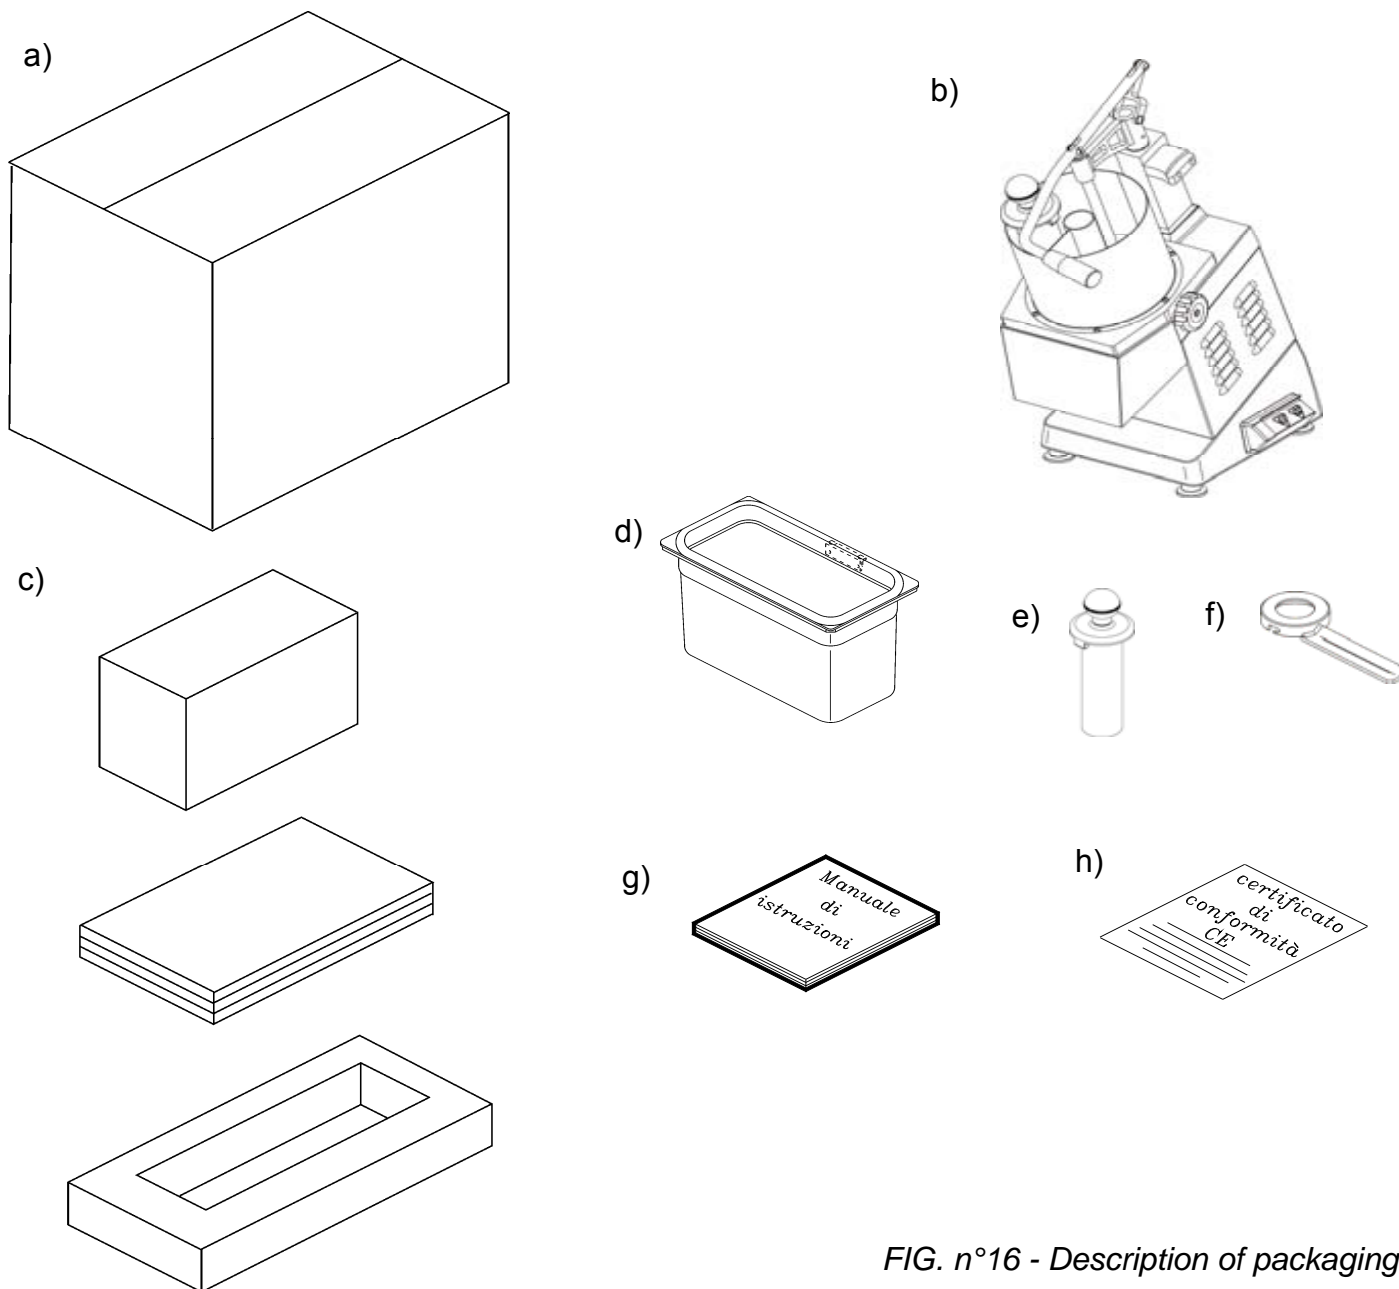 a)
b)
c)
d)
e)
f)
g)
Manuale
di
istruzioni
h)
certificato
di
conformità
CE
FIG. n°16 - Description of packaging